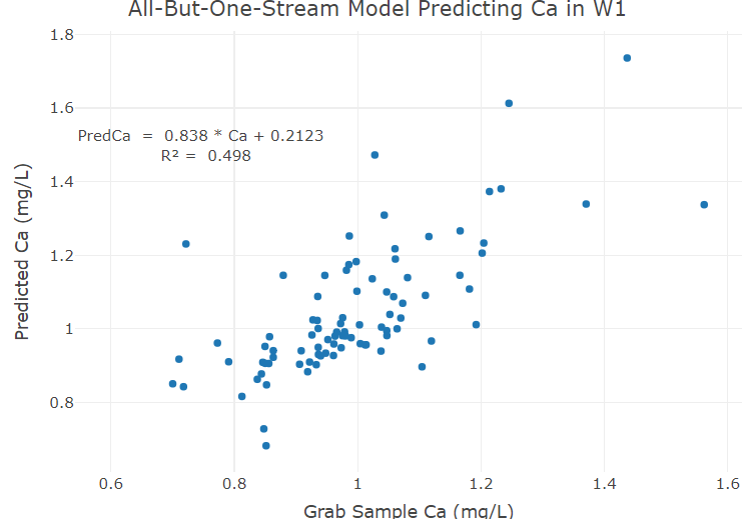 All-But-One-Stream Model Predicting Ca in W1
1.8
1.6
PredCa = 0.838 * Ca + 0.2123
R² = 0.498
1.4
1.2
1
0.8
Predicted Ca (mg/L)
0.6
0.8
1
1.2
1.4
1.6
Grab Sample Ca (mg/L)